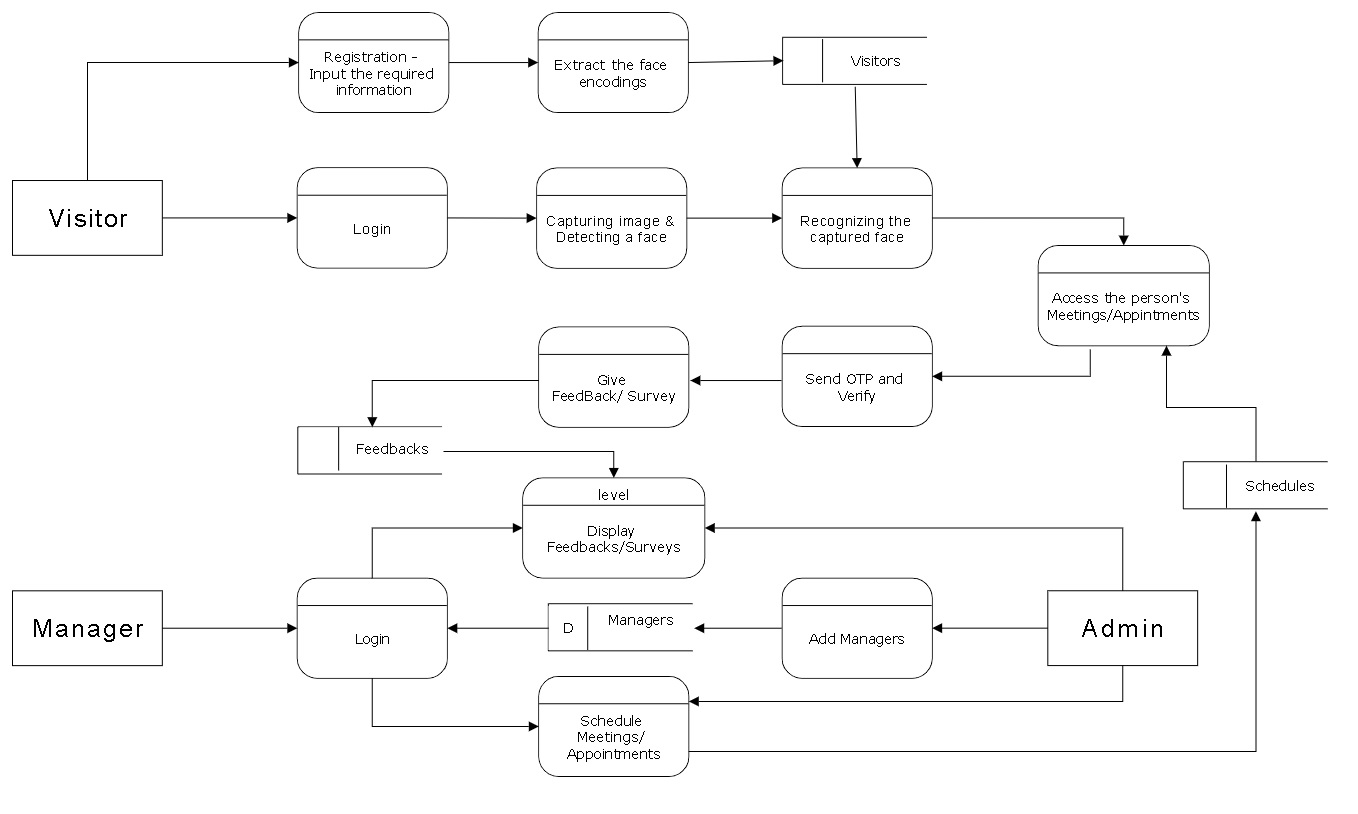 Registration -
Input the required
information
Extract the face
encodings
Visitors
Visitor
Login
Capturing image &
Detecting a face
Recognizing the
captured face
Access the person's
Meetings/Appintments
Give
FeedBack/ Survey
Send OTP and
Verify
Feedbacks
Schedules
level
Display
Feedbacks/Surveys
Manager
Login
D
Managers
Add Managers
Admin
Schedule
Meetings/
Appointments